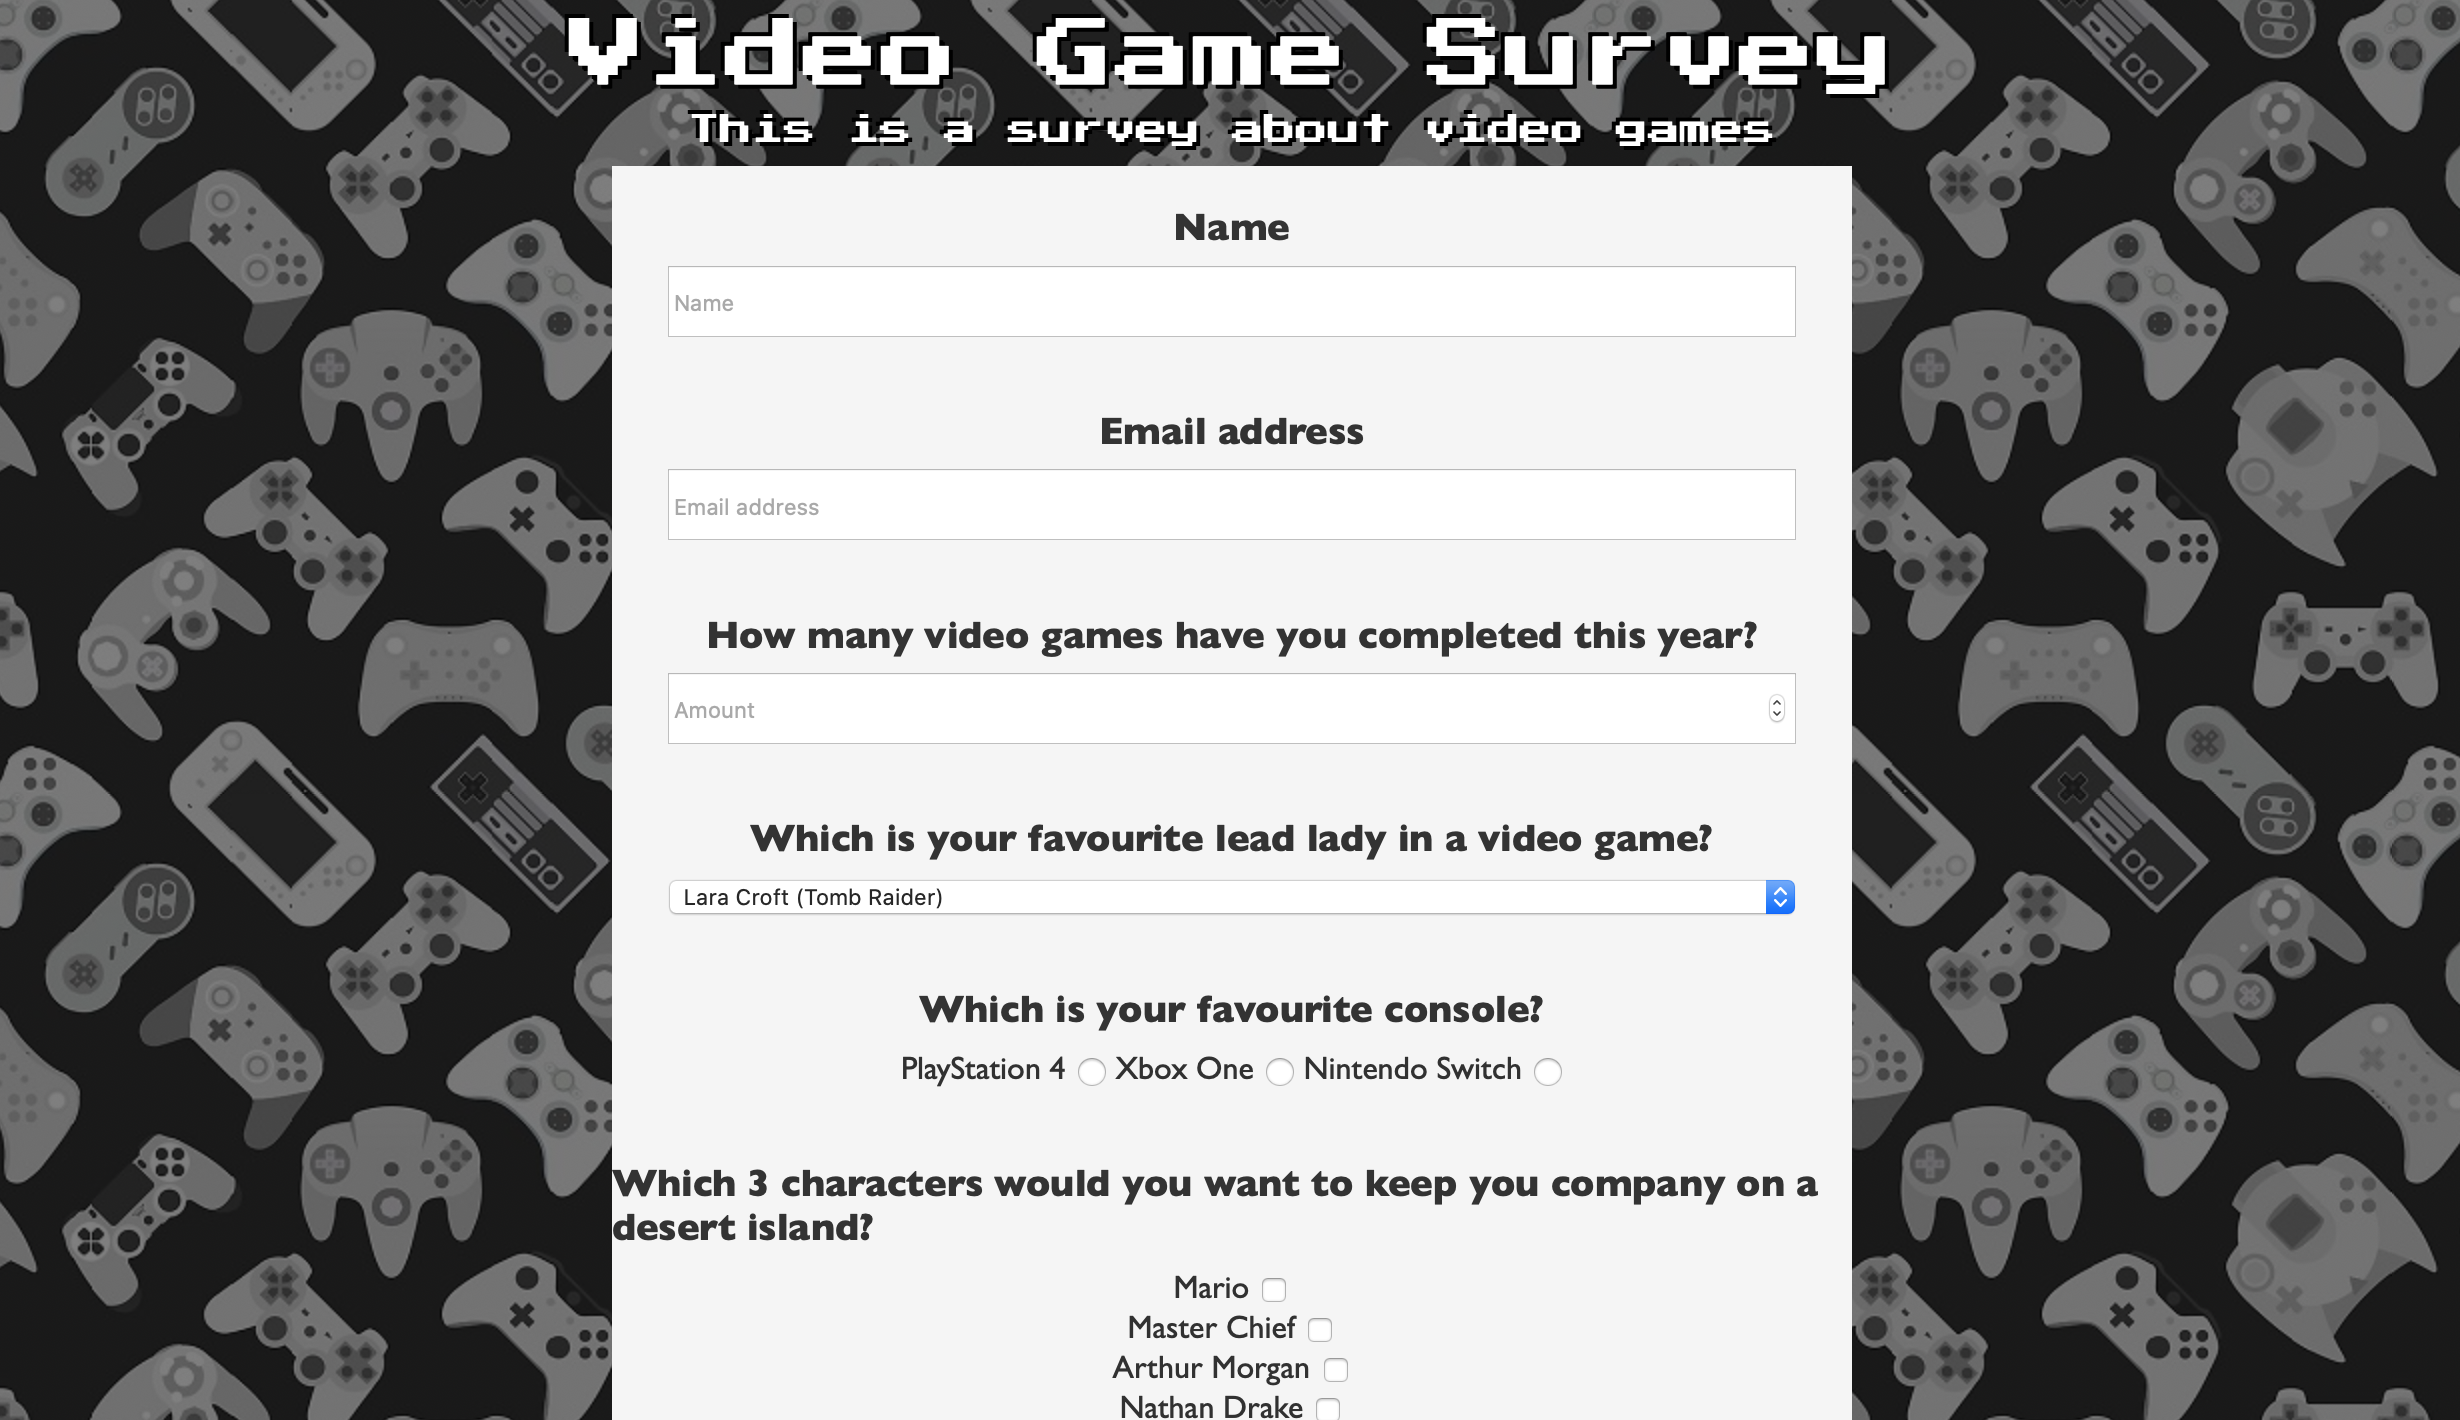 Video Game Survey
This is a survey about video games
Name
Name
Email address
Email address
How many video games have you completed this year?
Amount
Which is your favourite lead lady in a video game?
Lara Croft (Tomb Raider)
Which is your favourite console?
PlayStation 4 Xbox One Nintendo Switch
Which 3 characters would you want to keep you company on a
desert island?
Mario
Master Chief
Arthur Morgan
Nathan Drake